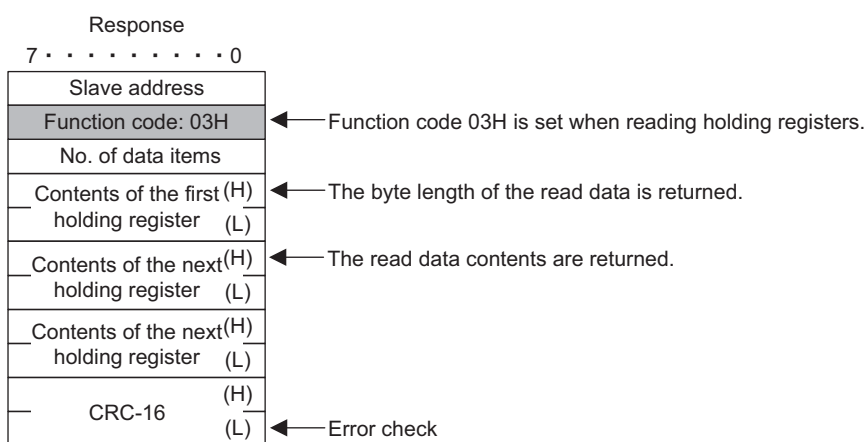 Response
7 · · · · · · · · · 0
Slave address
Function code: 03H
Function code 03H is set when reading holding registers.
No. of data items
Contents of the first (H)
The byte length of the read data is returned.
holding register (L)
Contents of the next (H)
The read data contents are returned.
holding register (L)
Contents of the next (H)
holding register (L)
(H)
CRC-16
(L)
Error check